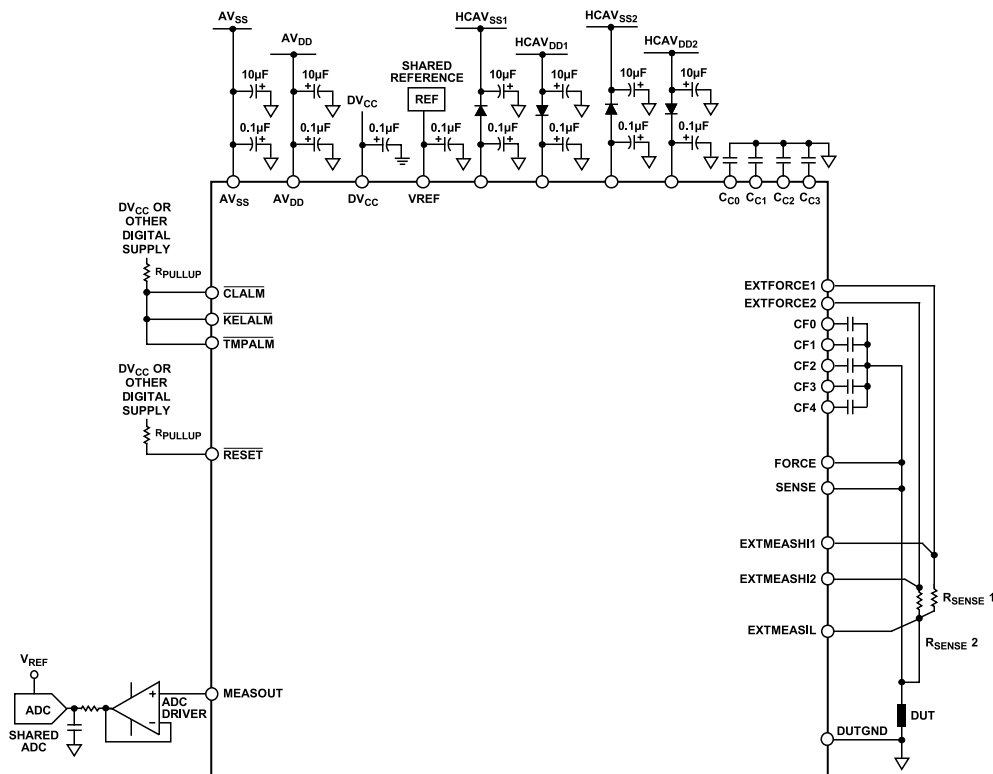 AVSS
AVDD
DVCC
SHARED
REFERENCE
REF
HCAVSS1
HCAVDD1
HCAVSS2
HCAVDD2
10µF
10µF
10µF
10µF
10µF
10µF
0.1µF
0.1µF
0.1µF
0.1µF
0.1µF
0.1µF
0.1µF
0.1µF
AVSS
AVDD
DVCC
VREF
CC0
CC1
CC2
CC3
DVCC OR
OTHER
DIGITAL
SUPPLY
RPULLUP
CLALM
KELALM
TMPALM
DVCC OR
OTHER
DIGITAL
SUPPLY
RPULLUP
RESET
EXTFORCE1
EXTFORCE2
CF0
CF1
CF2
CF3
CF4
FORCE
SENSE
EXTMEASHI1
EXTMEASHI2
RSENSE 1
EXTMEASIL
RSENSE 2
VREF
ADC
SHARED
ADC
+
–
ADC
DRIVER
MEASOUT
DUT
DUTGND